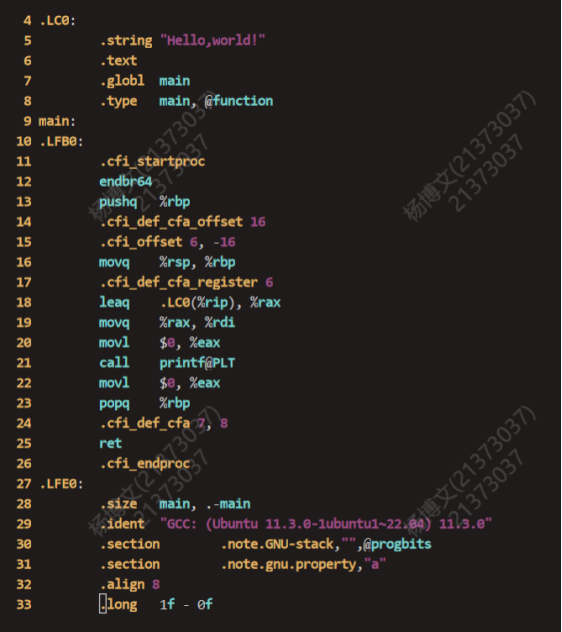 4 .LC0:
5 .string "Hello,world!"
6 .text
7 .globl main
8 .type main, @function
9 main:
10 .LFB0:
11 .cfi_startproc
12 endbr64
13 pushq %rbp
14 .cfi_def_cfa_offset 16
15 .cfi_offset 6, -16
16 movq %rsp, %rbp
17 .cfi_def_cfa_register 6
18 leaq .LC0(%rip), %rax
19 movq %rax, %rdi
20 movl $0, %eax
21 call printf@PLT
22 movl $0, %eax
23 popq %rbp
24 .cfi_def_cfa 7, 8
25 ret
26 .cfi_endproc
27 .LFE0:
28 .size main, .-main
29 .ident "GCC: (Ubuntu 11.3.0-1ubuntu1~22.04) 11.3.0"
30 .section .note.GNU-stack,"",@progbits
31 .section .note.gnu.property,"a"
32 .align 8
33 .long 1f - 0f
杨博文(21373037)
21373037
杨博文(21373037)
21373037
杨博文(21373037)
21373037
杨博文(21373037)
21373037